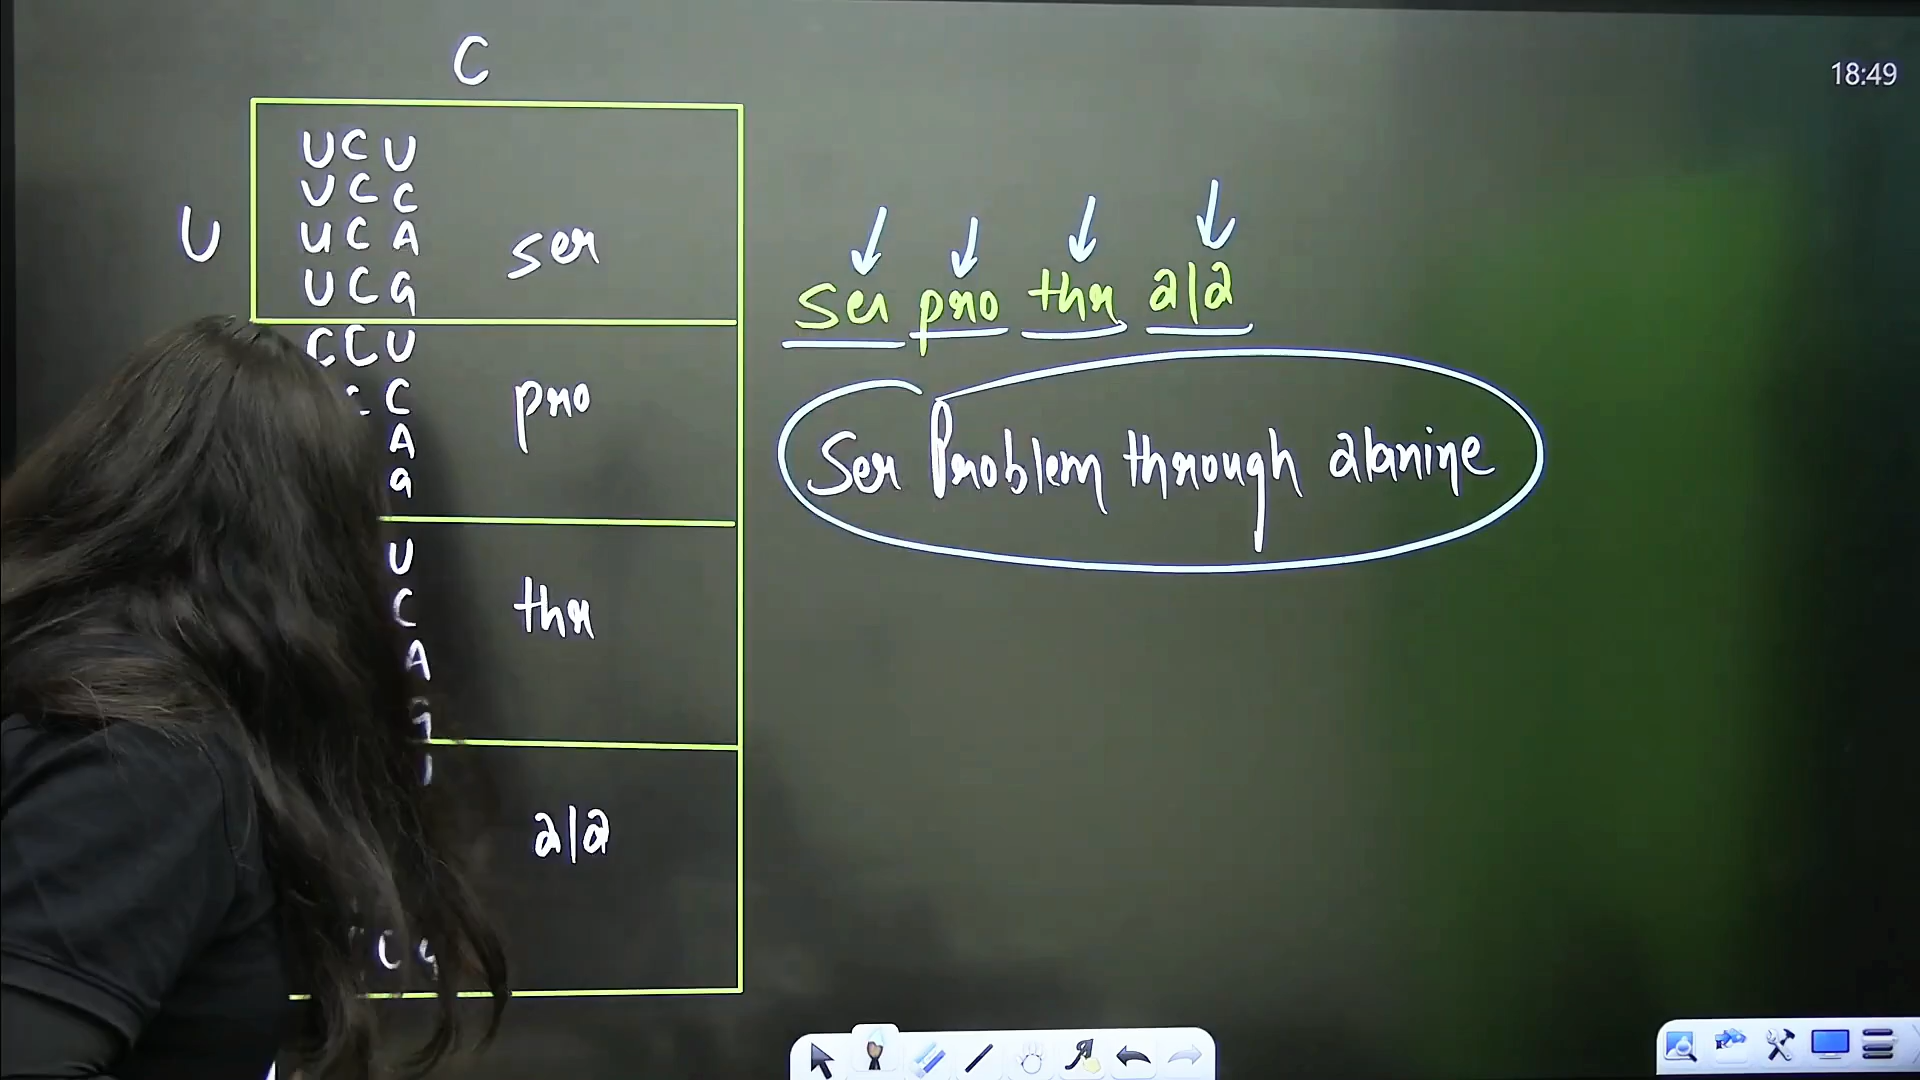 C
18:49
U
UCU
UCC
UCA
UCG
ser
CCU
C C
A
G
pro
U
C
A
G
thr
ala
C G
ser pro thr ala
Ser Problem through alanine